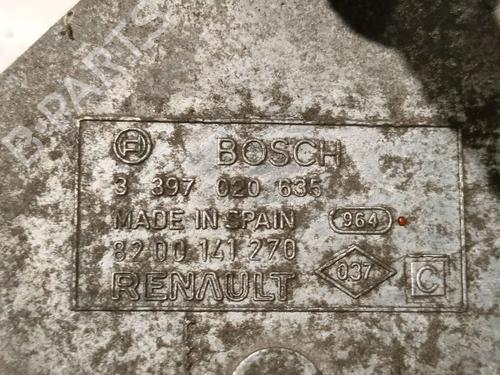 B-PARTS
BOSCH
3 397 020 635
MADE IN SPAIN 964
8200 141 270
RENAULT 037 C